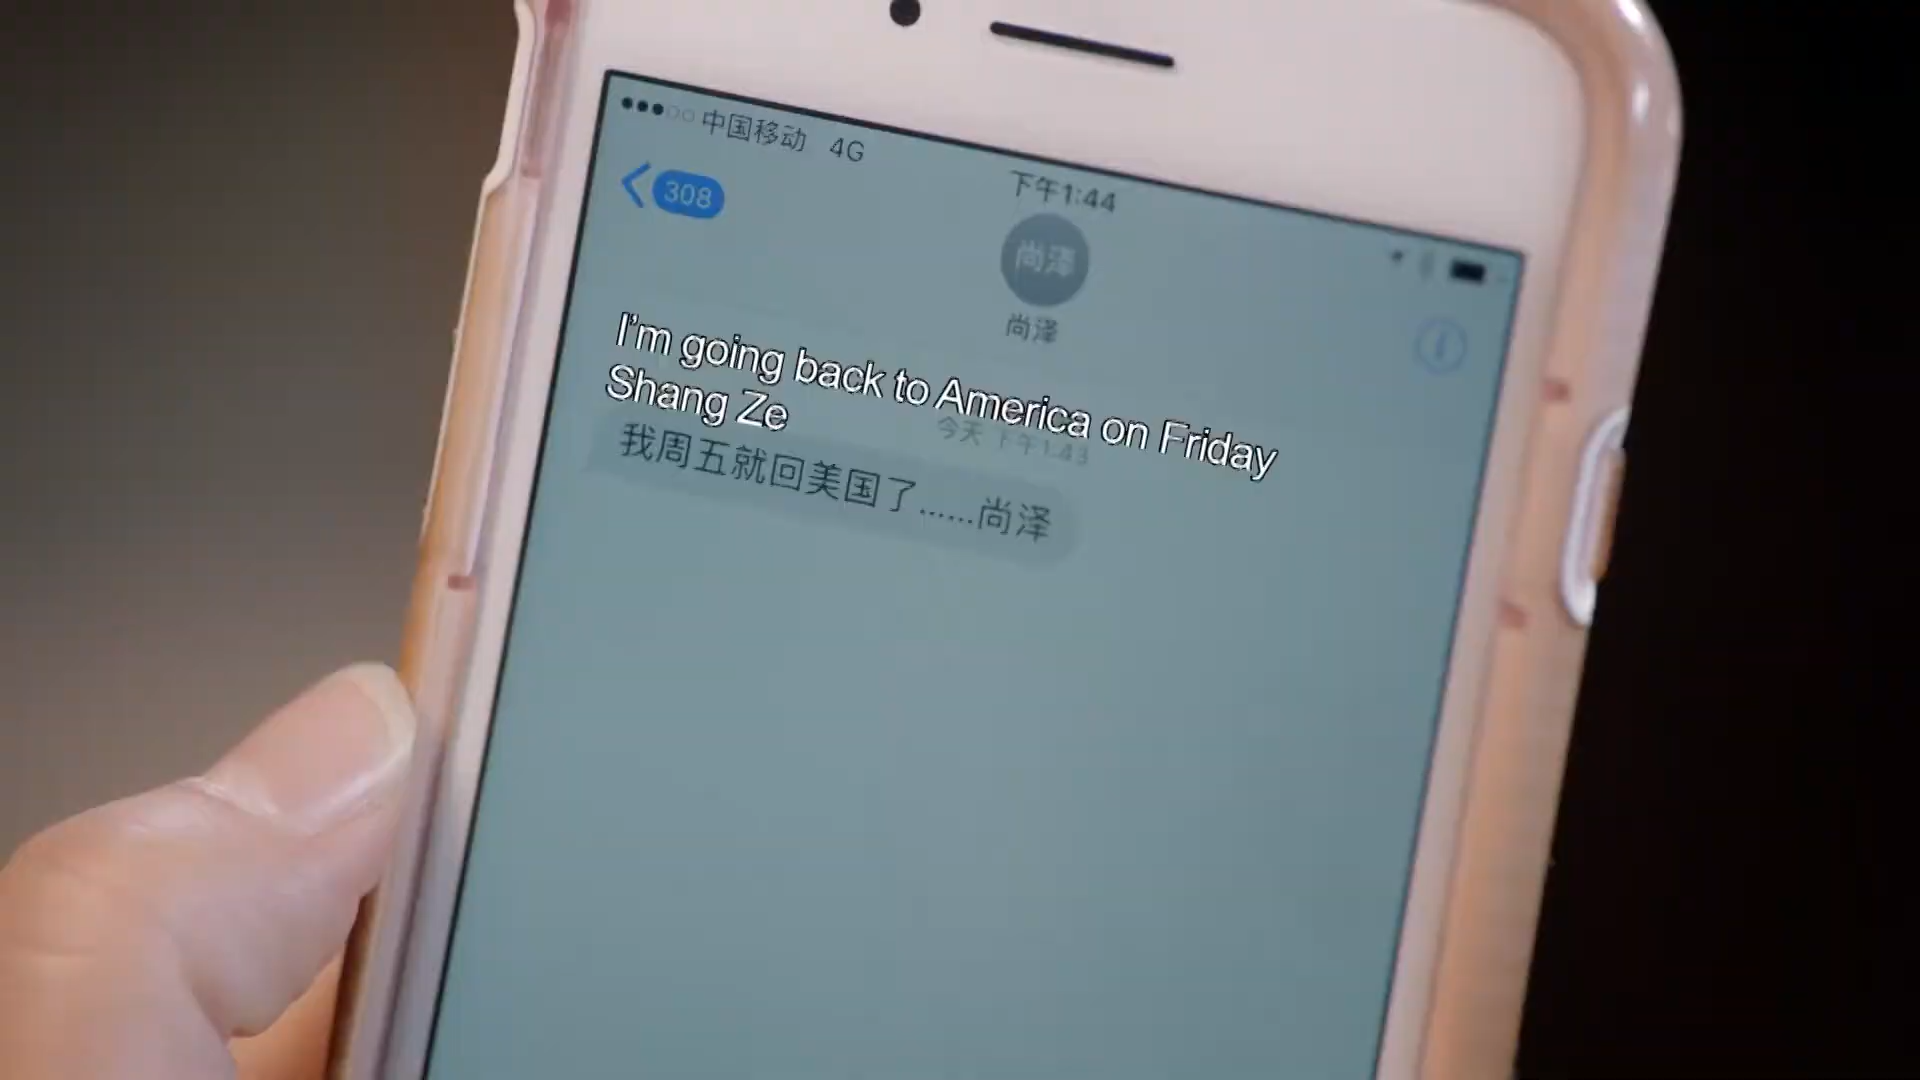 中国移动 4G
下午1:44
308
尚泽
尚泽
I'm going back to America on Friday
Shang Ze
今天 下午1:43
我周五就回美国了......尚泽